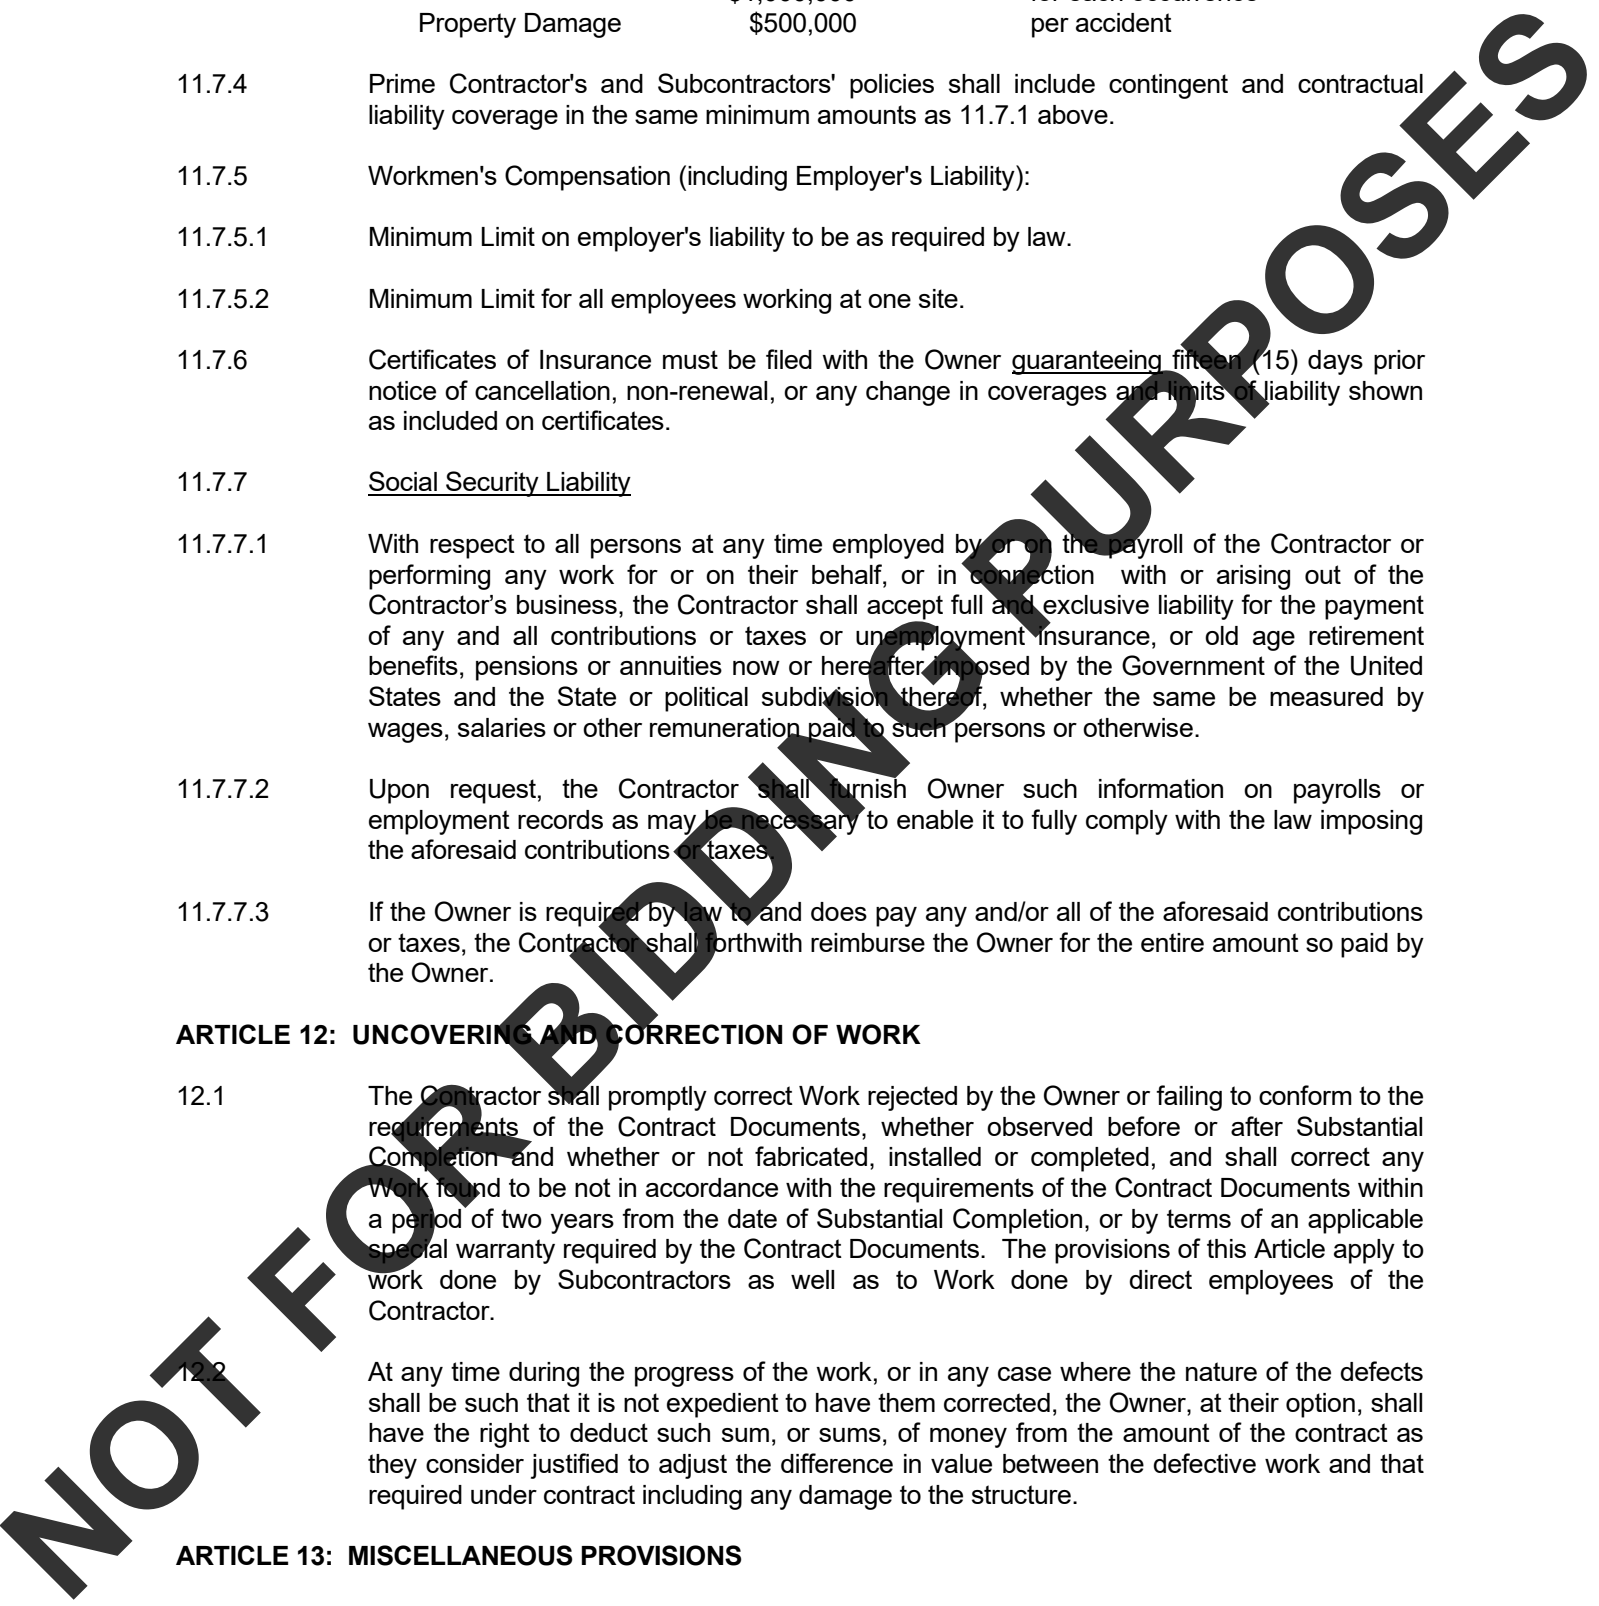 Property Damage $500,000 per accident
11.7.4 Prime Contractor's and Subcontractors' policies shall include contingent and contractual
liability coverage in the same minimum amounts as 11.7.1 above.
11.7.5 Workmen's Compensation (including Employer's Liability):
11.7.5.1 Minimum Limit on employer's liability to be as required by law.
11.7.5.2 Minimum Limit for all employees working at one site.
11.7.6 Certificates of Insurance must be filed with the Owner guaranteeing fifteen (15) days prior
notice of cancellation, non-renewal, or any change in coverages and limits of liability shown
as included on certificates.
11.7.7 Social Security Liability
11.7.7.1 With respect to all persons at any time employed by or on the payroll of the Contractor or
performing any work for or on their behalf, or in connection with or arising out of the
Contractor’s business, the Contractor shall accept full and exclusive liability for the payment
of any and all contributions or taxes or unemployment insurance, or old age retirement
benefits, pensions or annuities now or hereafter imposed by the Government of the United
States and the State or political subdivision thereof, whether the same be measured by
wages, salaries or other remuneration paid to such persons or otherwise.
11.7.7.2 Upon request, the Contractor shall furnish Owner such information on payrolls or
employment records as may be necessary to enable it to fully comply with the law imposing
the aforesaid contributions or taxes.
11.7.7.3 If the Owner is required by law to and does pay any and/or all of the aforesaid contributions
or taxes, the Contractor shall forthwith reimburse the Owner for the entire amount so paid by
the Owner.
ARTICLE 12: UNCOVERING AND CORRECTION OF WORK
12.1 The Contractor shall promptly correct Work rejected by the Owner or failing to conform to the
requirements of the Contract Documents, whether observed before or after Substantial
Completion and whether or not fabricated, installed or completed, and shall correct any
Work found to be not in accordance with the requirements of the Contract Documents within
a period of two years from the date of Substantial Completion, or by terms of an applicable
special warranty required by the Contract Documents. The provisions of this Article apply to
work done by Subcontractors as well as to Work done by direct employees of the
Contractor.
12.2 At any time during the progress of the work, or in any case where the nature of the defects
shall be such that it is not expedient to have them corrected, the Owner, at their option, shall
have the right to deduct such sum, or sums, of money from the amount of the contract as
they consider justified to adjust the difference in value between the defective work and that
required under contract including any damage to the structure.
ARTICLE 13: MISCELLANEOUS PROVISIONS
NOT FOR BIDDING PURPOSES